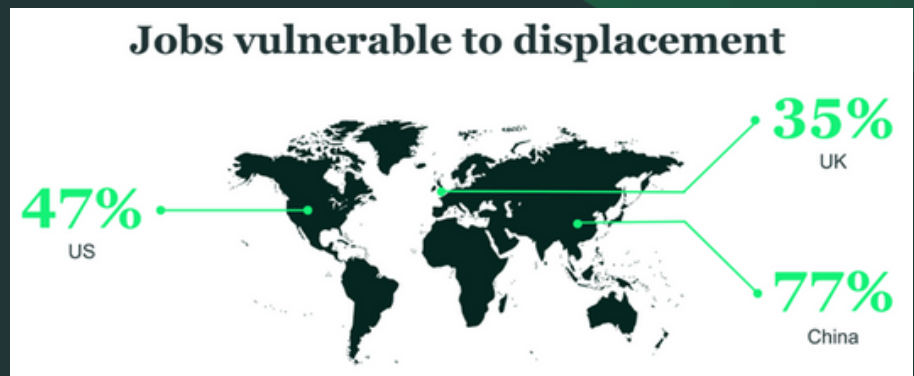 Jobs vulnerable to displacement
35%
UK
47%
US
77%
China